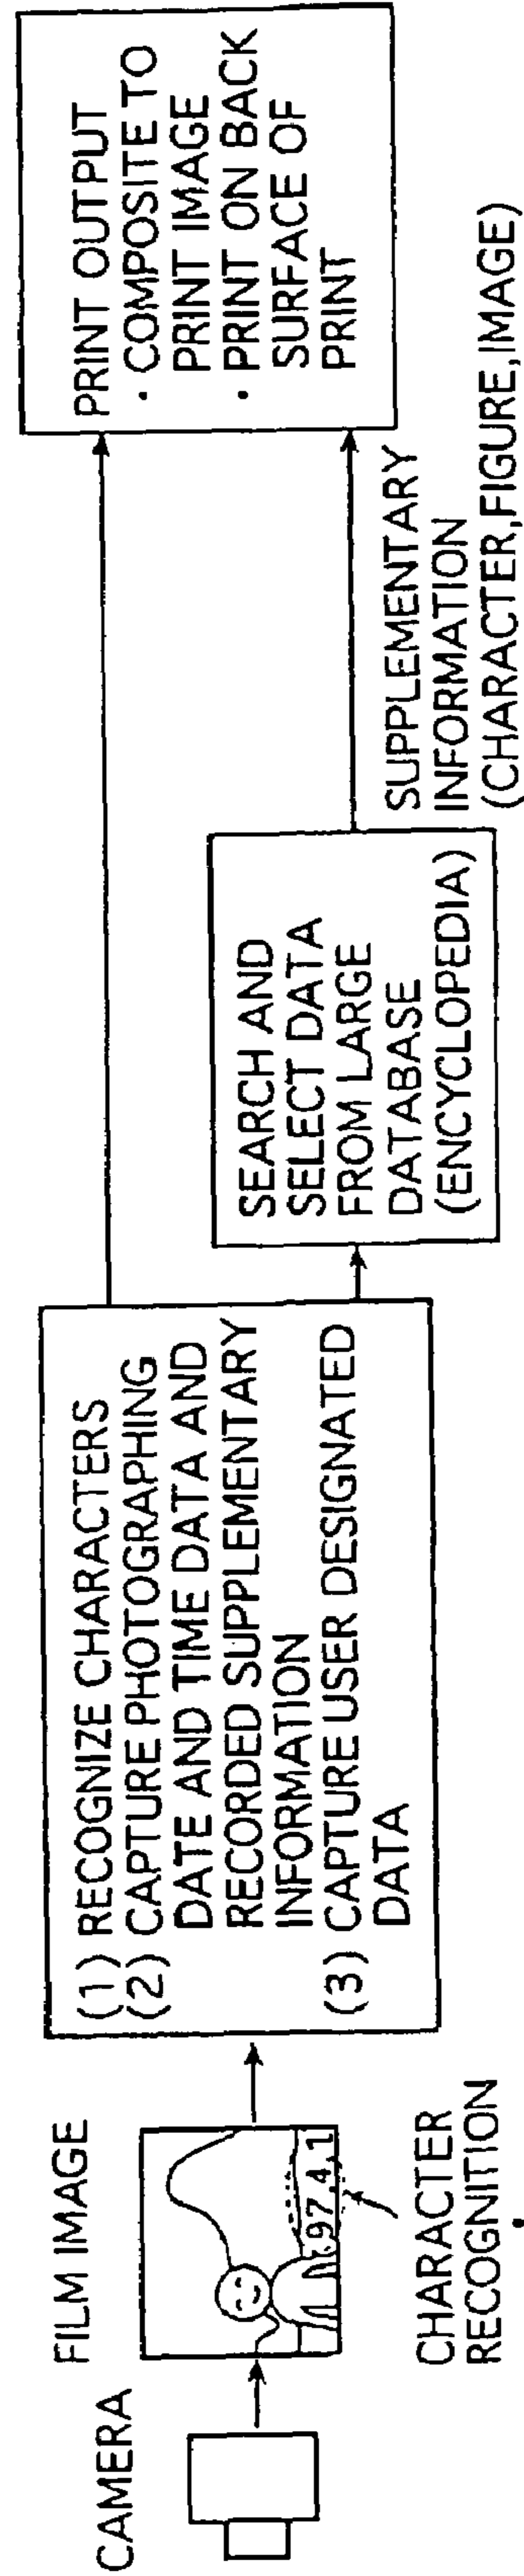 CAMERA
FILM IMAGE
'97.4.1
CHARACTER
RECOGNITION
(1) RECOGNIZE CHARACTERS
(2) CAPTURE PHOTOGRAPHING
DATE AND TIME DATA AND
RECORDED SUPPLEMENTARY
INFORMATION
(3) CAPTURE USER DESIGNATED
DATA
SEARCH AND
SELECT DATA
FROM LARGE
DATABASE
(ENCYCLOPEDIA)
SUPPLEMENTARY
INFORMATION
(CHARACTER,FIGURE,IMAGE)
PRINT OUTPUT
· COMPOSITE TO
PRINT IMAGE
· PRINT ON BACK
SURFACE OF
PRINT